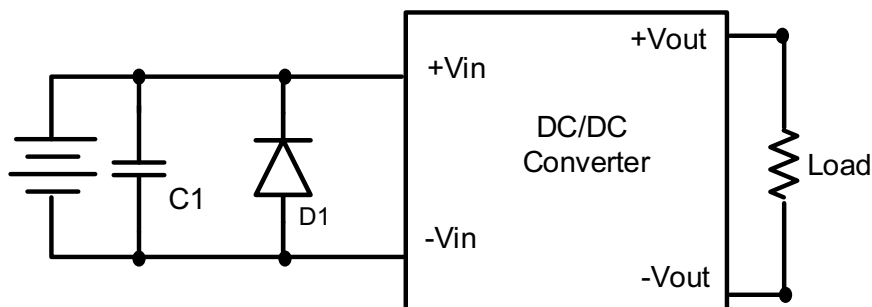 +Vout
+Vin
DC/DC
Converter
Load
C1
D1
-Vin
-Vout